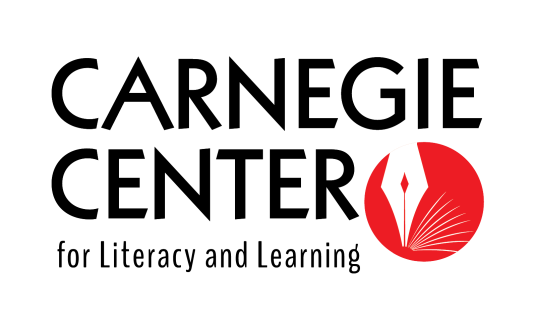 CARNEGIE
CENTER
for Literacy and Learning